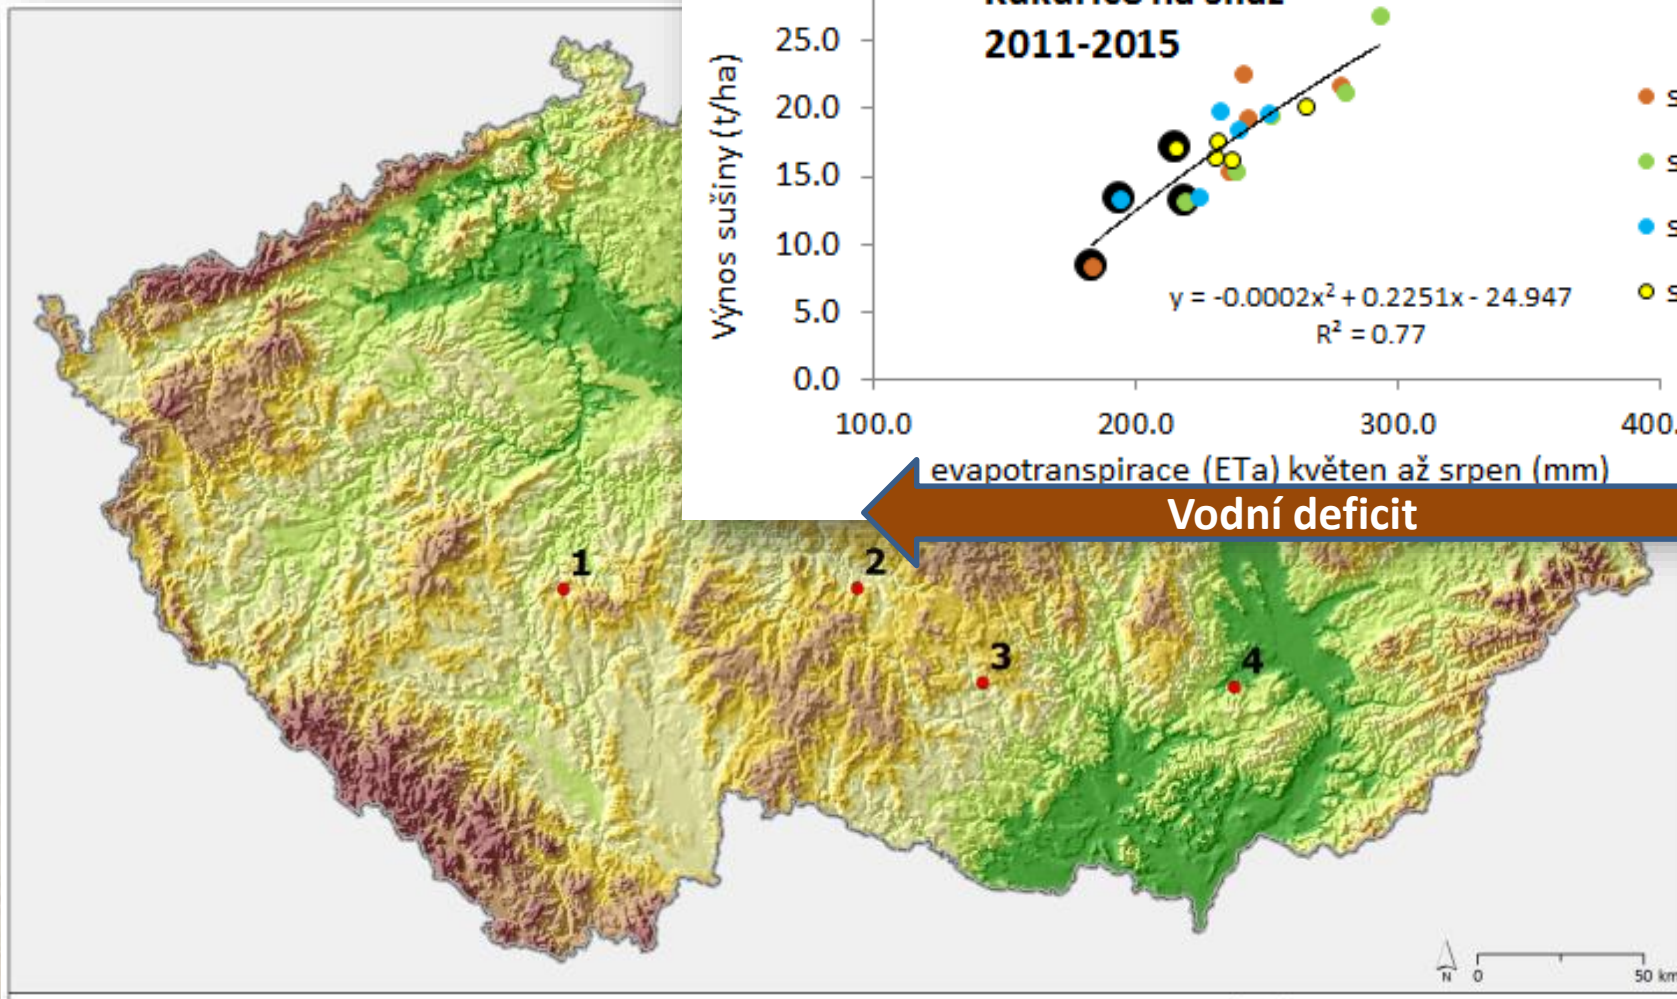 2011-2015
Výnos sušiny (t/ha)
25.0
20.0
15.0
10.0
5.0
0.0
y = -0.0002x² + 0.2251x - 24.947
R² = 0.77
100.0 200.0 300.0 400.
evapotranspirace (ETa) květen až srpen (mm)
Vodní deficit
1
2
3
4
N 0 50 km